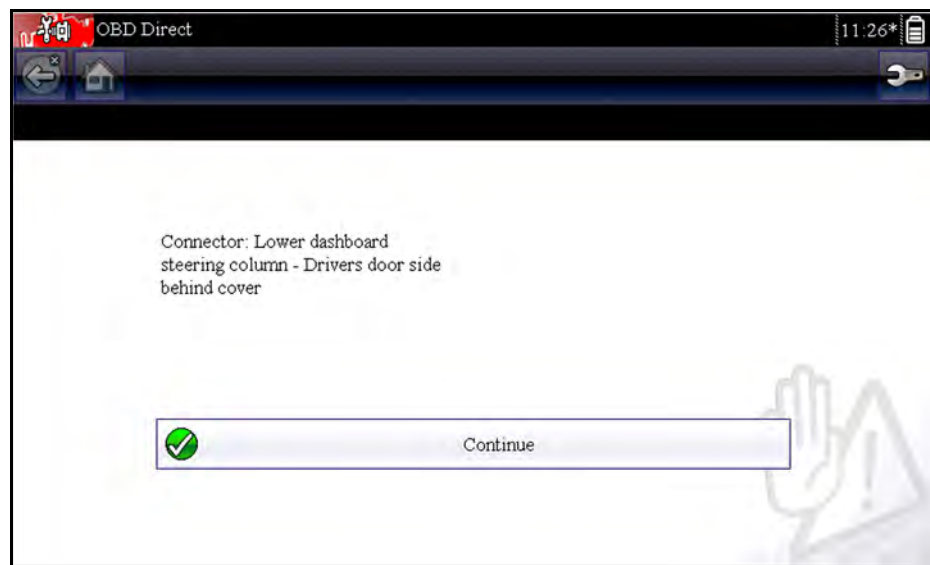 OBD Direct
11:26*
Connector: Lower dashboard
steering column - Drivers door side
behind cover
Continue